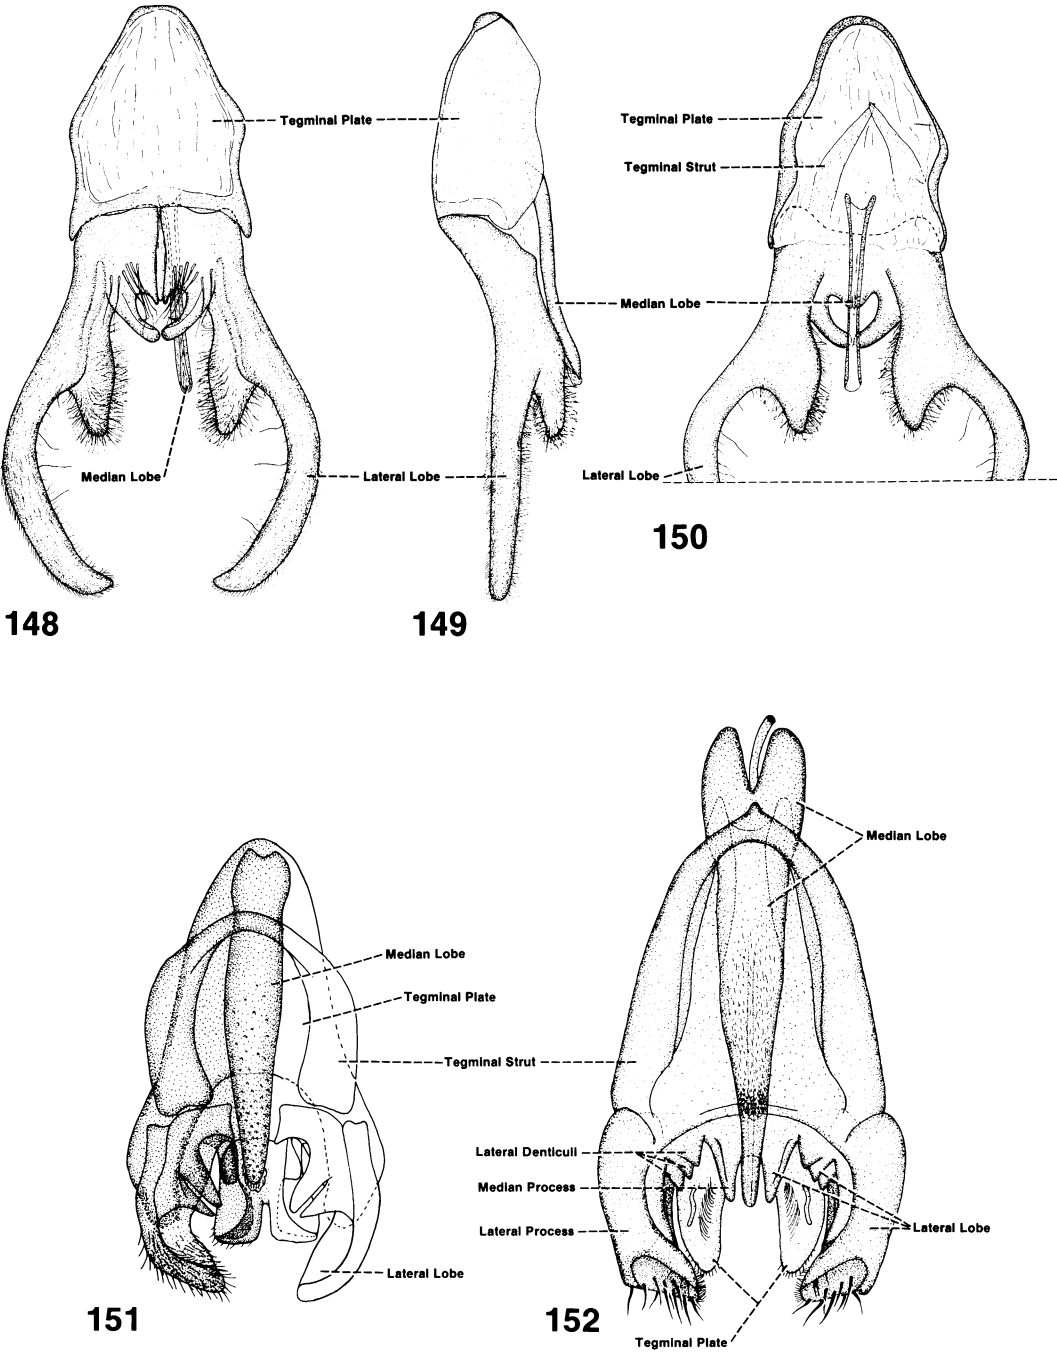 Tegminal Plate
Tegminal Plate
Tegminal Strut
Median Lobe
Median Lobe
Lateral Lobe
Lateral Lobe
150
148
149
Median Lobe
Median Lobe
Tegminal Plate
Tegminal Strut
Lateral Denticuli
Median Process
Lateral Process
Lateral Lobe
Lateral Lobe
151
152
Tegminal Plate